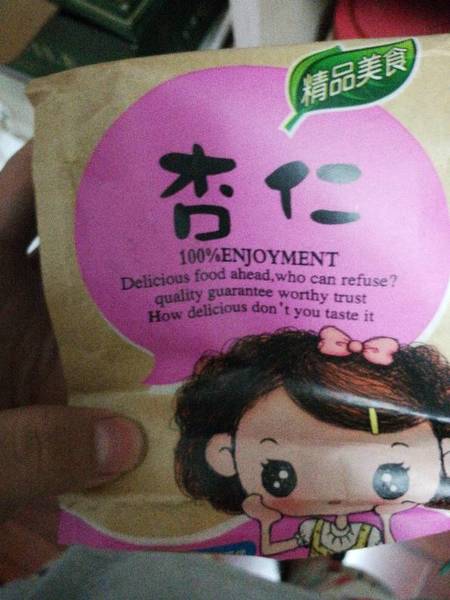 精品美食
杏仁
100%ENJOYMENT
Delicious food ahead,who can refuse?
quality guarantee worthy trust
How delicious don't you taste it